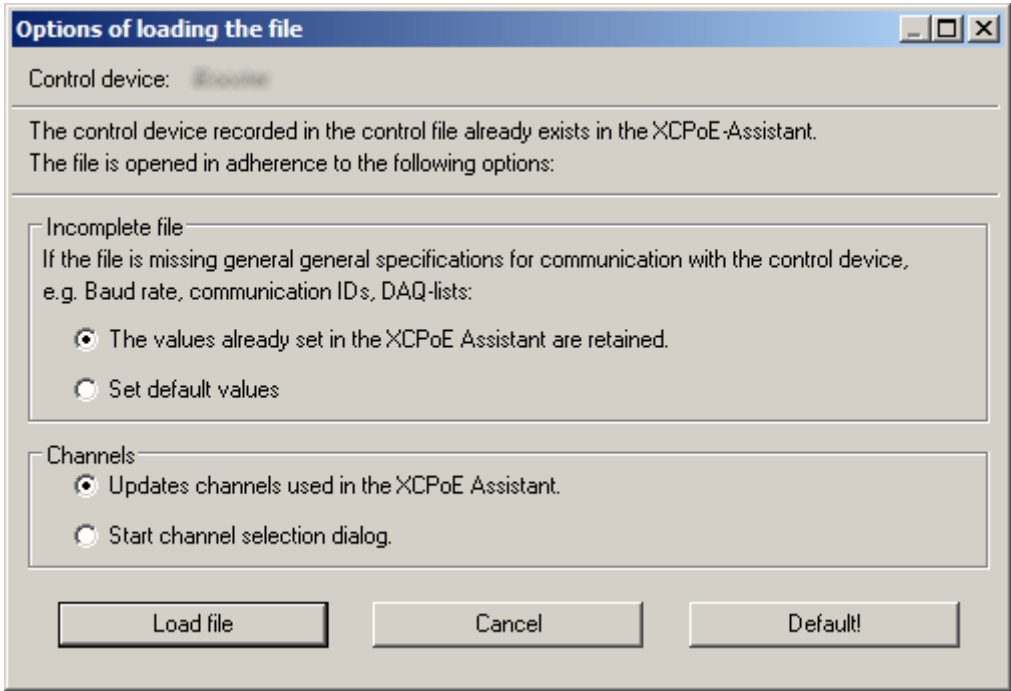 Options of loading the file
Control device:
The control device recorded in the control file already exists in the XCPoE-Assistant.
The file is opened in adherence to the following options:
Incomplete file
If the file is missing general general specifications for communication with the control device,
e.g. Baud rate, communication IDs, DAQ-lists:
The values already set in the XCPoE Assistant are retained.
Set default values
Channels
Updates channels used in the XCPoE Assistant.
Start channel selection dialog.
Load file Cancel Default!